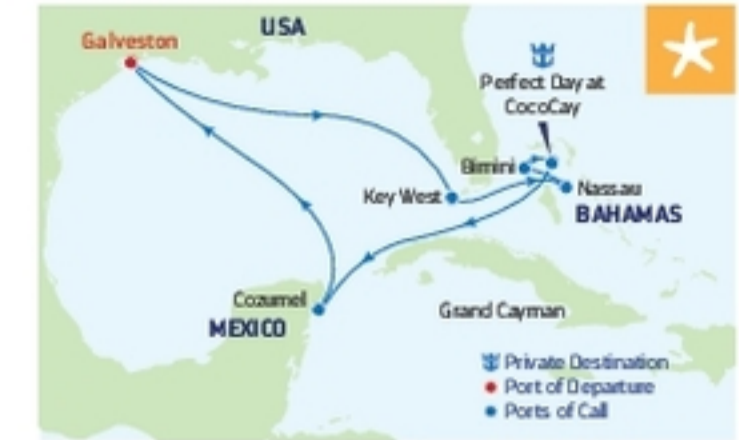 USA
Galveston
Perfect Day at
CocoCay
Bimini
Key West
Nassau
BAHAMAS
Cozumel
MEXICO
Grand Cayman
Private Destination
Port of Departure
Ports of Call